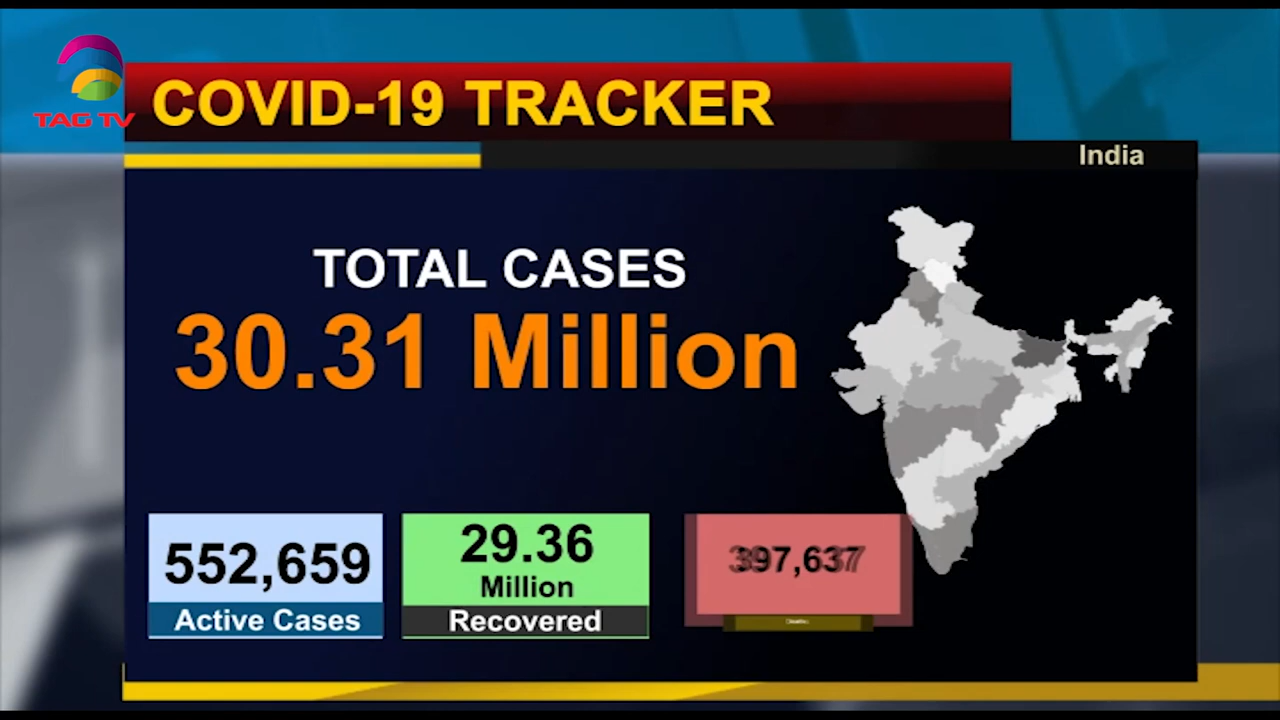 TAG TV
COVID-19 TRACKER
India
TOTAL CASES
30.31 Million
552,659
Active Cases
29.36
Million
Recovered
397,637